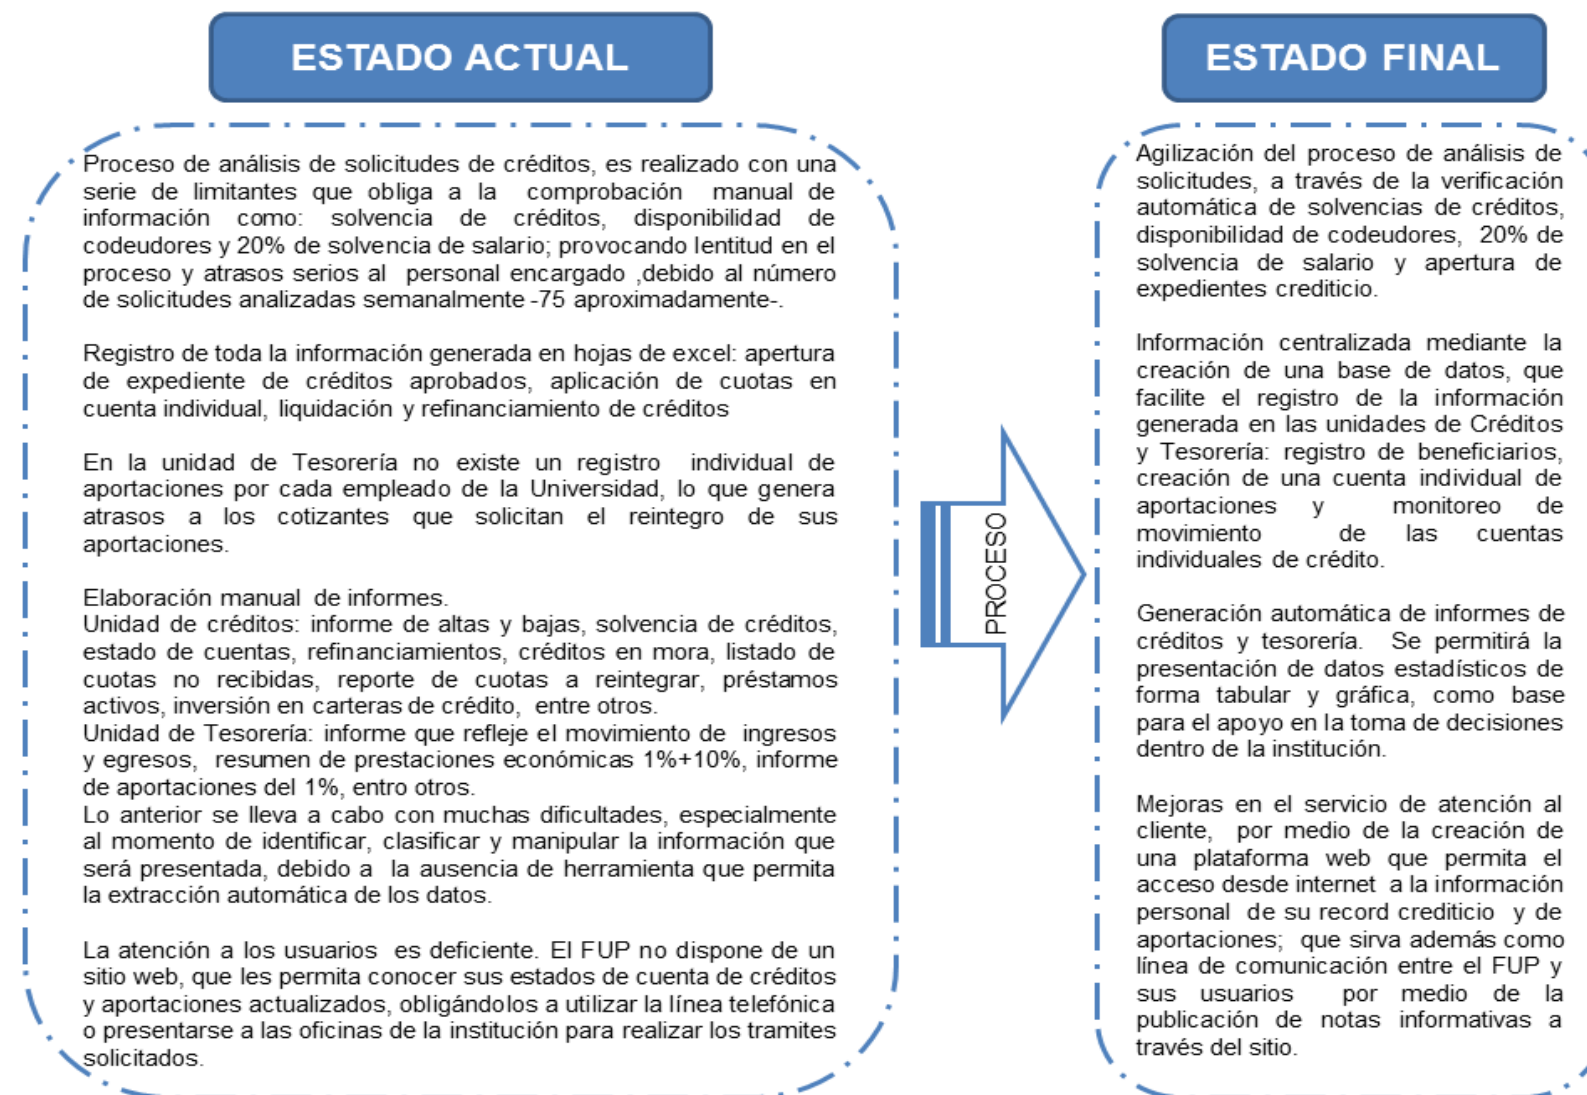 ESTADO ACTUAL
Proceso de análisis de solicitudes de créditos, es realizado con una
serie de limitantes que obliga a la comprobación manual de
información como: solvencia de créditos, disponibilidad de
codeudores y 20% de solvencia de salario; provocando lentitud en el
proceso y atrasos serios al personal encargado ,debido al número
de solicitudes analizadas semanalmente -75 aproximadamente-.
Registro de toda la información generada en hojas de excel: apertura
de expediente de créditos aprobados, aplicación de cuotas en
cuenta individual, liquidación y refinanciamiento de créditos
En la unidad de Tesorería no existe un registro individual de
aportaciones por cada empleado de la Universidad, lo que genera
atrasos a los cotizantes que solicitan el reintegro de sus
aportaciones.
Elaboración manual de informes.
Unidad de créditos: informe de altas y bajas, solvencia de créditos,
estado de cuentas, refinanciamientos, créditos en mora, listado de
cuotas no recibidas, reporte de cuotas a reintegrar, préstamos
activos, inversión en carteras de crédito, entre otros.
Unidad de Tesorería: informe que refleje el movimiento de ingresos
y egresos, resumen de prestaciones económicas 1%+10%, informe
de aportaciones del 1%, entro otros.
Lo anterior se lleva a cabo con muchas dificultades, especialmente
al momento de identificar, clasificar y manipular la información que
será presentada, debido a la ausencia de herramienta que permita
la extracción automática de los datos.
La atención a los usuarios es deficiente. El FUP no dispone de un
sitio web, que les permita conocer sus estados de cuenta de créditos
y aportaciones actualizados, obligándolos a utilizar la línea telefónica
o presentarse a las oficinas de la institución para realizar los tramites
solicitados.
PROCESO
ESTADO FINAL
Agilización del proceso de análisis de
solicitudes, a través de la verificación
automática de solvencias de créditos,
disponibilidad de codeudores, 20% de
solvencia de salario y apertura de
expedientes crediticio.
Información centralizada mediante la
creación de una base de datos, que
facilite el registro de la información
generada en las unidades de Créditos
y Tesorería: registro de beneficiarios,
creación de una cuenta individual de
aportaciones y monitoreo de
movimiento de las cuentas
individuales de crédito.
Generación automática de informes de
créditos y tesorería. Se permitirá la
presentación de datos estadísticos de
forma tabular y gráfica, como base
para el apoyo en la toma de decisiones
dentro de la institución.
Mejoras en el servicio de atención al
cliente, por medio de la creación de
una plataforma web que permita el
acceso desde internet a la información
personal de su record crediticio y de
aportaciones; que sirva además como
línea de comunicación entre el FUP y
sus usuarios por medio de la
publicación de notas informativas a
través del sitio.